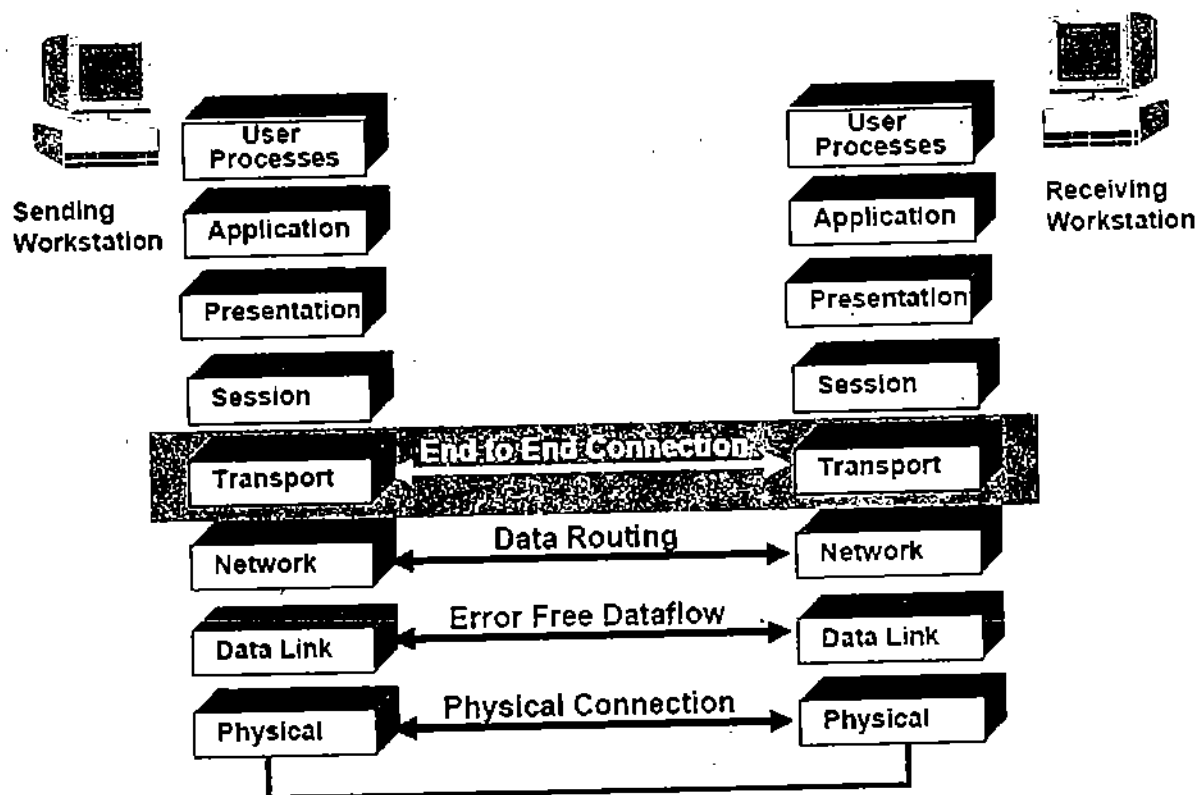 User
Processes
User
Processes
Sending
Workstation
Receiving
Workstation
Application
Application
Presentation
Presentation
Session
Session
Transport
End to End Connection
Transport
Network
Data Routing
Network
Data Link
Error Free Dataflow
Data Link
Physical
Physical Connection
Physical